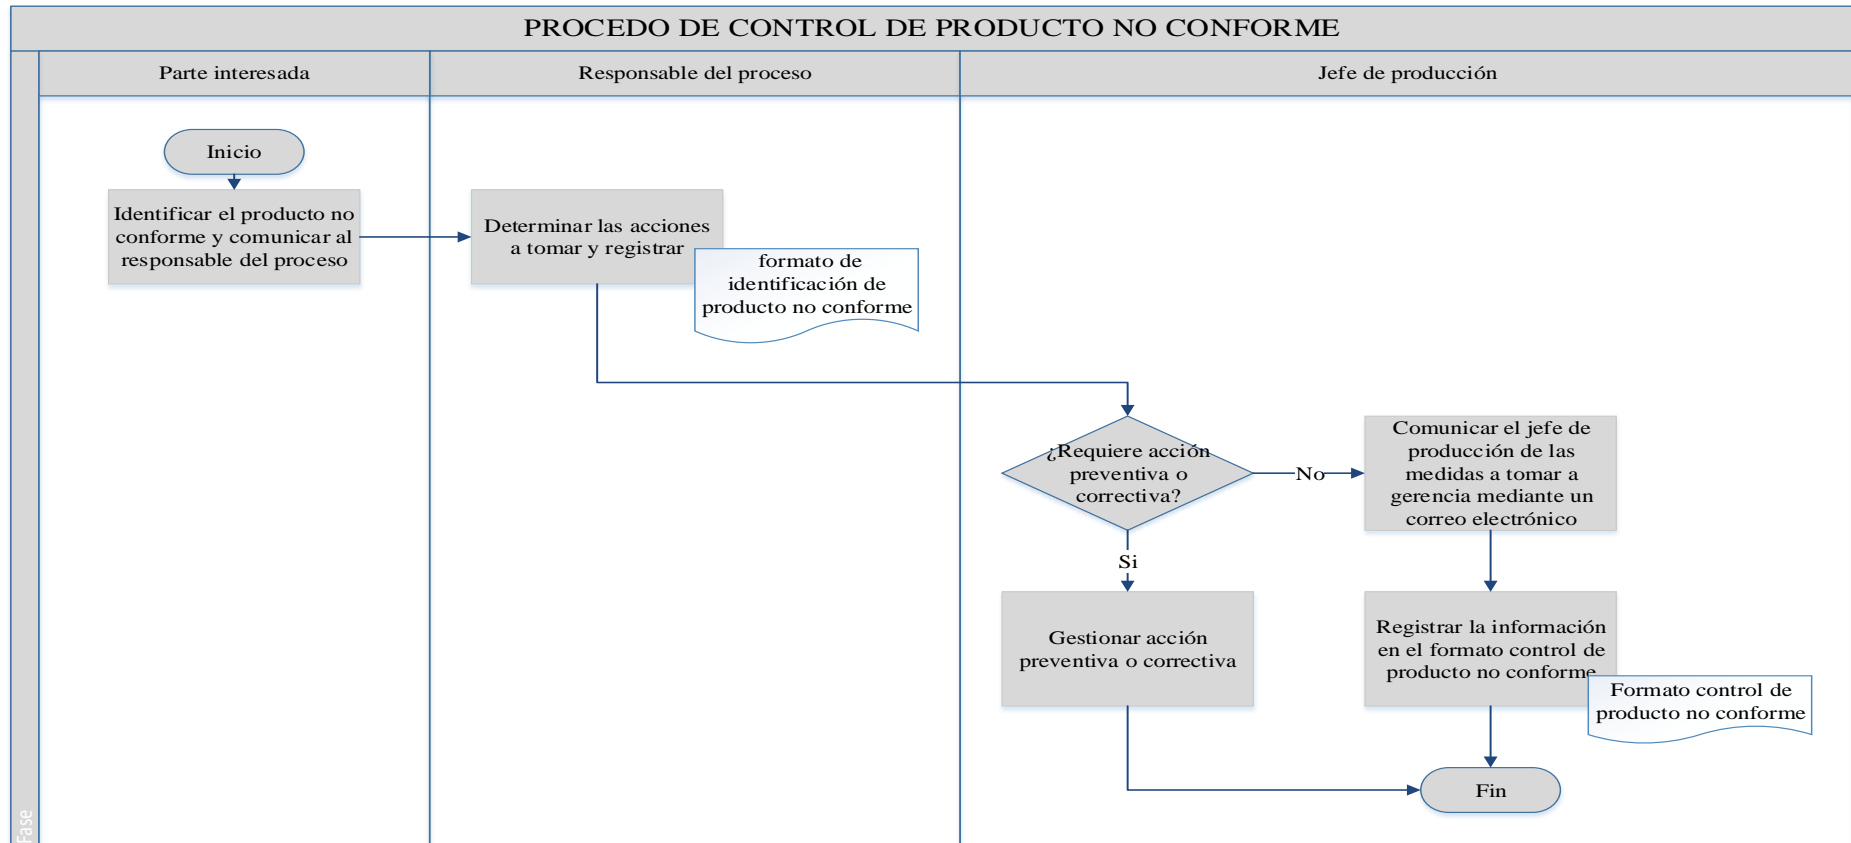 PROCEDO DE CONTROL DE PRODUCTO NO CONFORME
Parte interesada
Responsable del proceso
Jefe de producción
Inicio
Identificar el producto no
conforme y comunicar al
responsable del proceso
Determinar las acciones
a tomar y registrar
formato de
identificación de
producto no conforme
¿Requiere acción
preventiva o
correctiva?
No
Comunicar el jefe de
producción de las
medidas a tomar a
gerencia mediante un
correo electrónico
Si
Gestionar acción
preventiva o correctiva
Registrar la información
en el formato control de
producto no conforme
Formato control de
producto no conforme
Fin
Fase